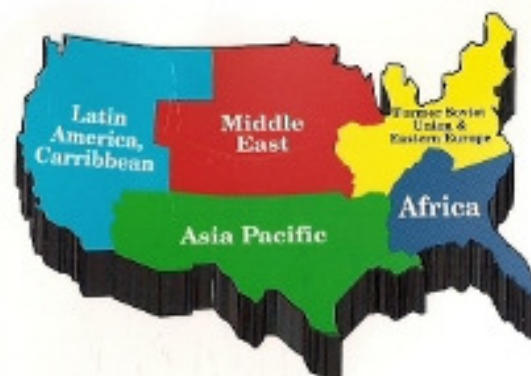 Latin
America,
Carribbean
Middle
East
Former Soviet
Union &
Eastern Europe
Asia Pacific
Africa